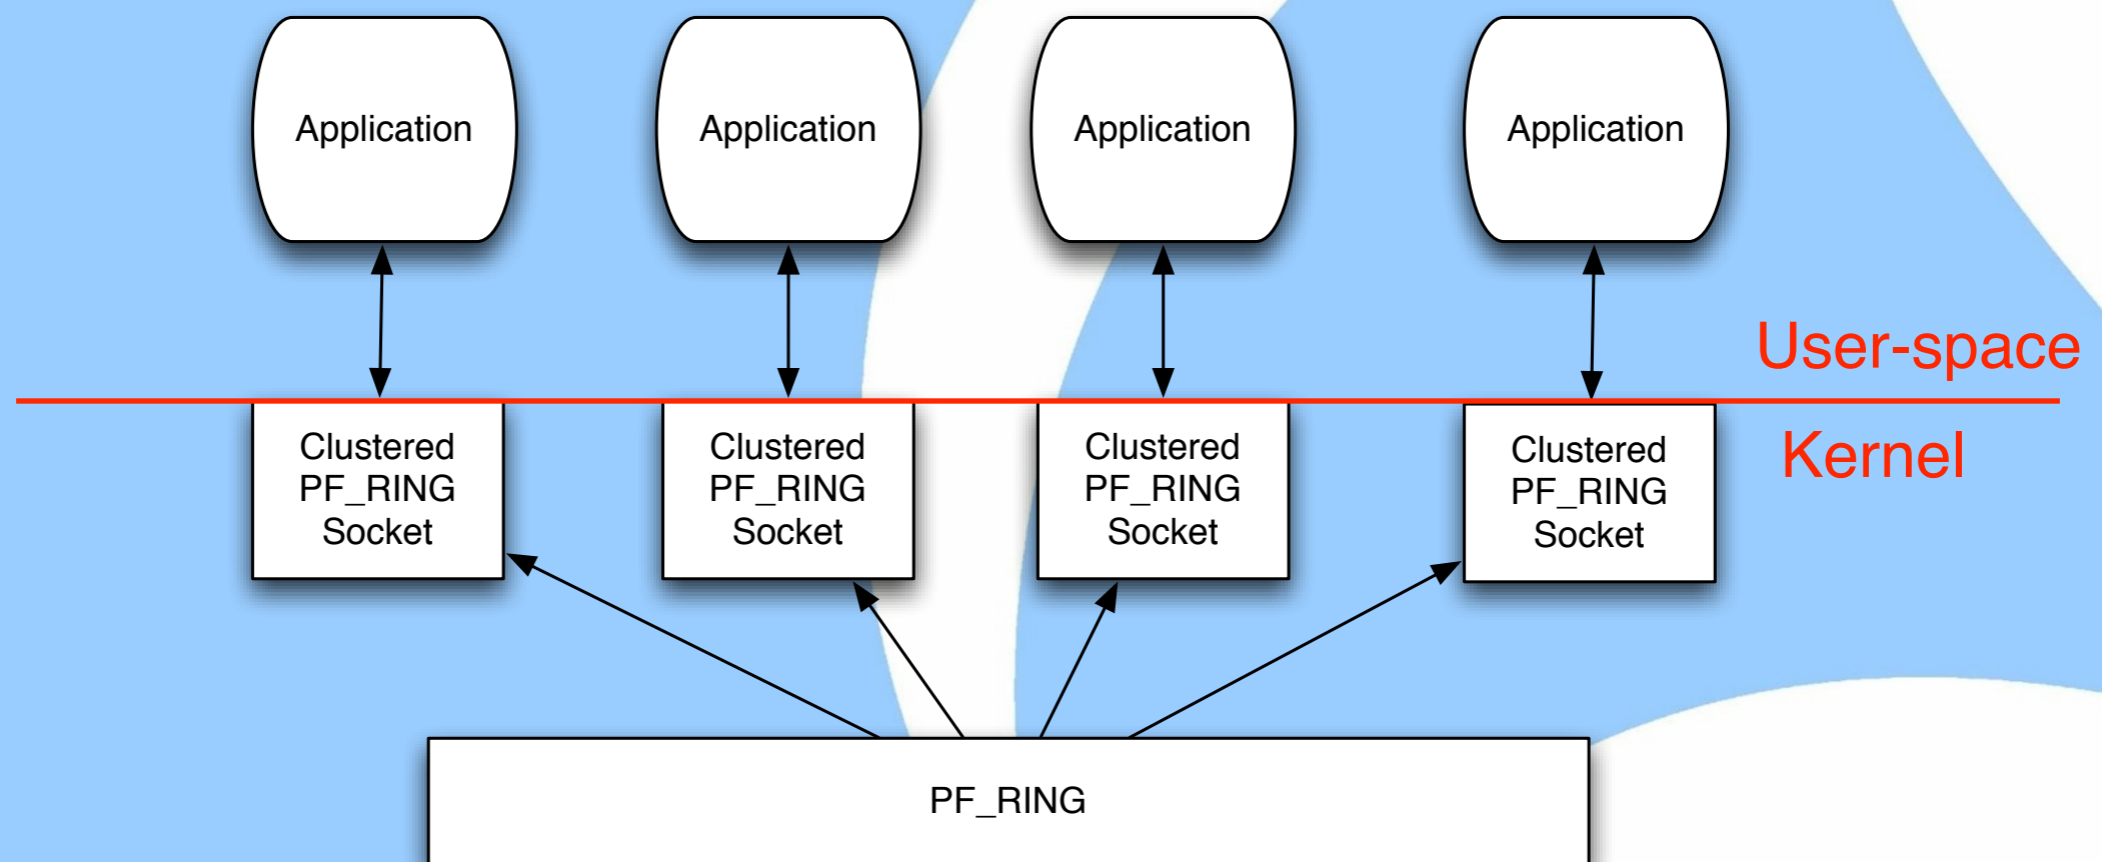 Application
Application
Application
Application
User-space
Kernel
Clustered
PF_RING
Socket
Clustered
PF_RING
Socket
Clustered
PF_RING
Socket
Clustered
PF_RING
Socket
PF_RING